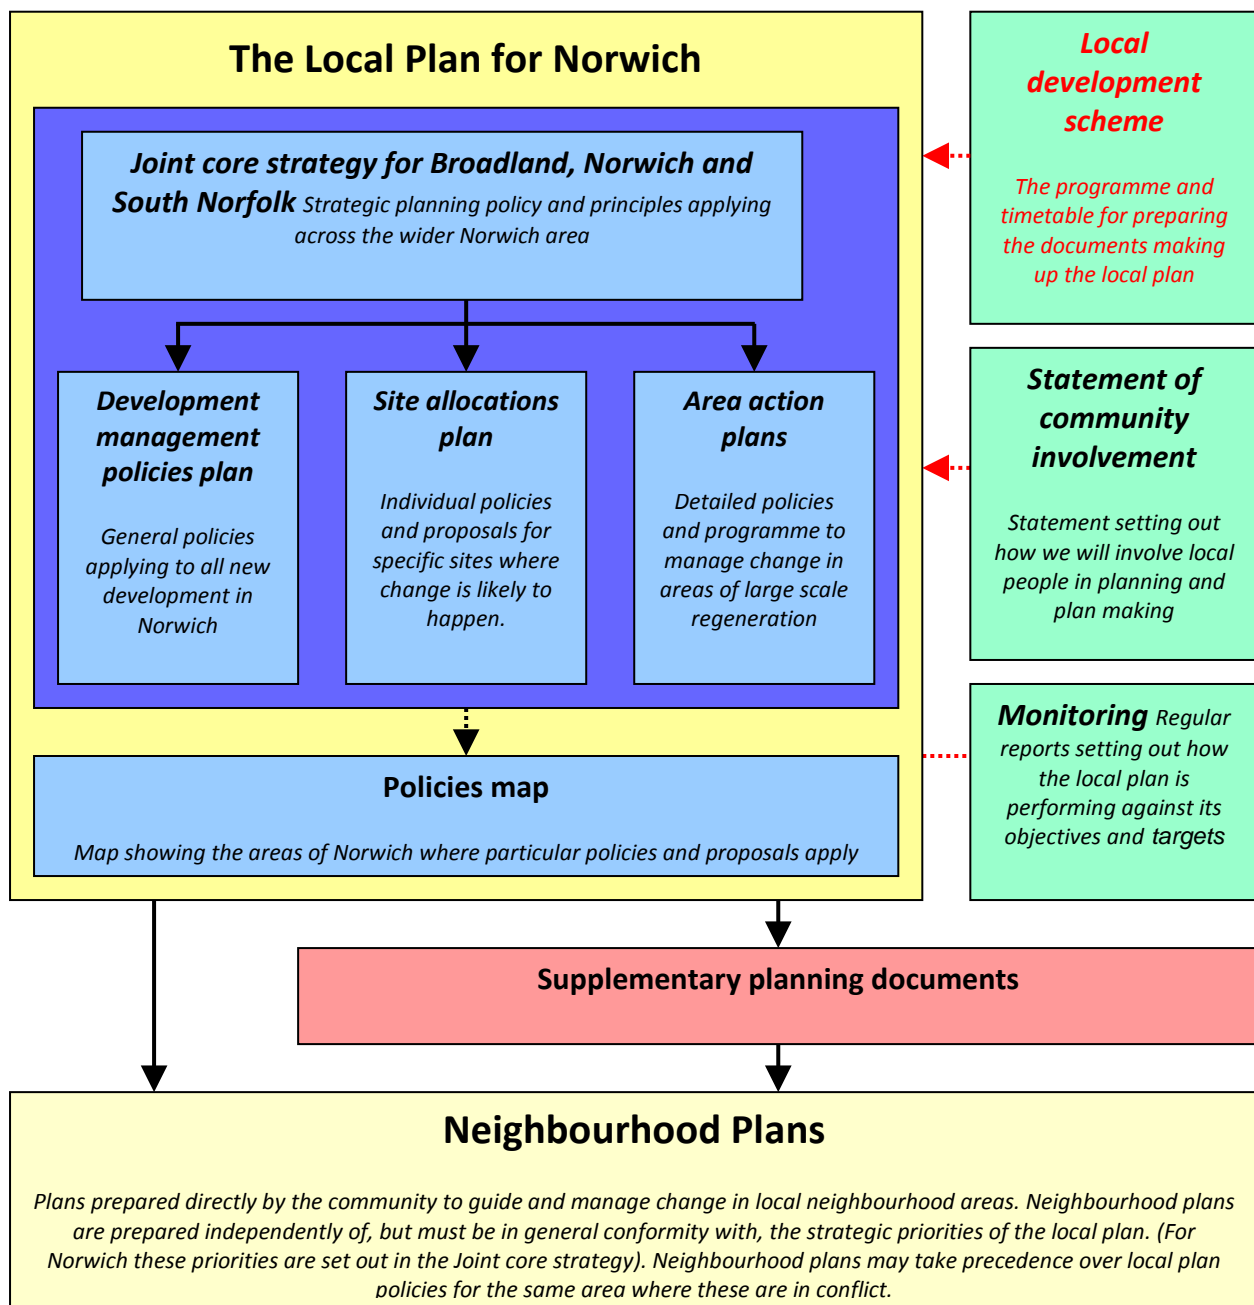 The Local Plan for Norwich
Joint core strategy for Broadland, Norwich and
South Norfolk Strategic planning policy and principles applying
across the wider Norwich area
Development
management
policies plan
General policies
applying to all new
development in
Norwich
Site allocations
plan
Individual policies
and proposals for
specific sites where
change is likely to
happen.
Area action
plans
Detailed policies
and programme to
manage change in
areas of large scale
regeneration
Policies map
Map showing the areas of Norwich where particular policies and proposals apply
Local
development
scheme
The programme and
timetable for preparing
the documents making
up the local plan
Statement of
community
involvement
Statement setting out
how we will involve local
people in planning and
plan making
Monitoring Regular
reports setting out how
the local plan is
performing against its
objectives and targets
Supplementary planning documents
Neighbourhood Plans
Plans prepared directly by the community to guide and manage change in local neighbourhood areas. Neighbourhood plans
are prepared independently of, but must be in general conformity with, the strategic priorities of the local plan. (For
Norwich these priorities are set out in the Joint core strategy). Neighbourhood plans may take precedence over local plan
policies for the same area where these are in conflict.